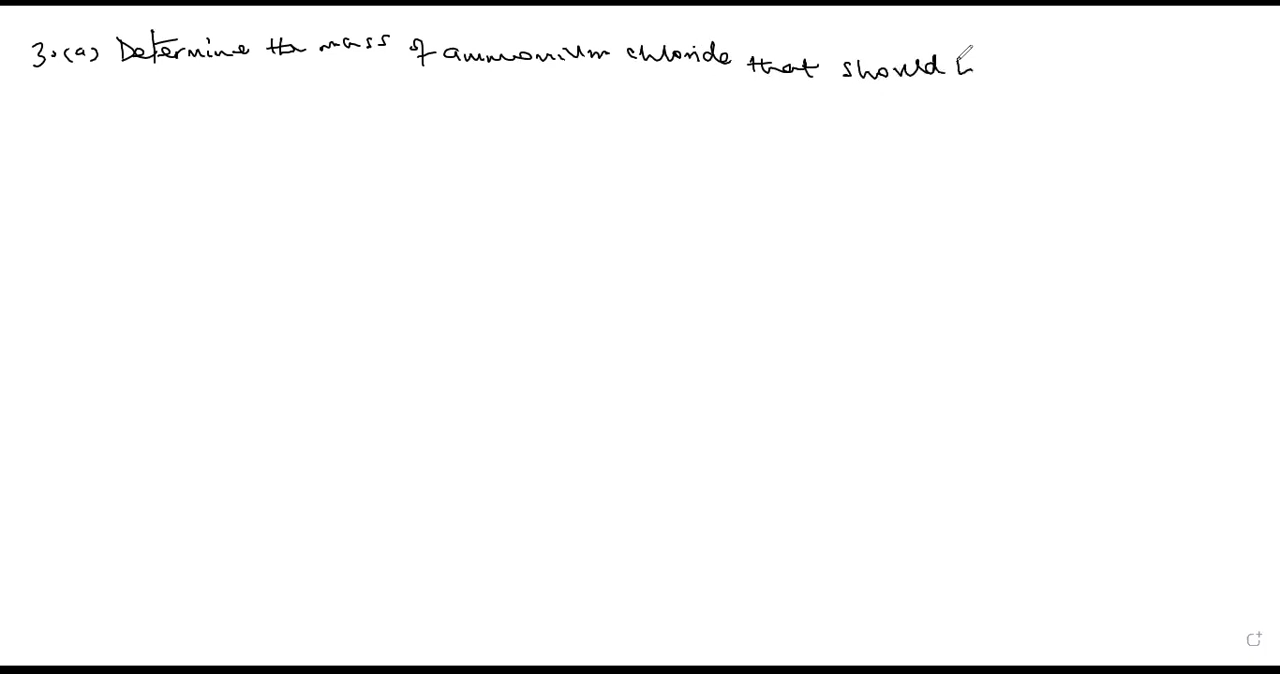 3.(a) Determine the mass of ammonium chloride that should